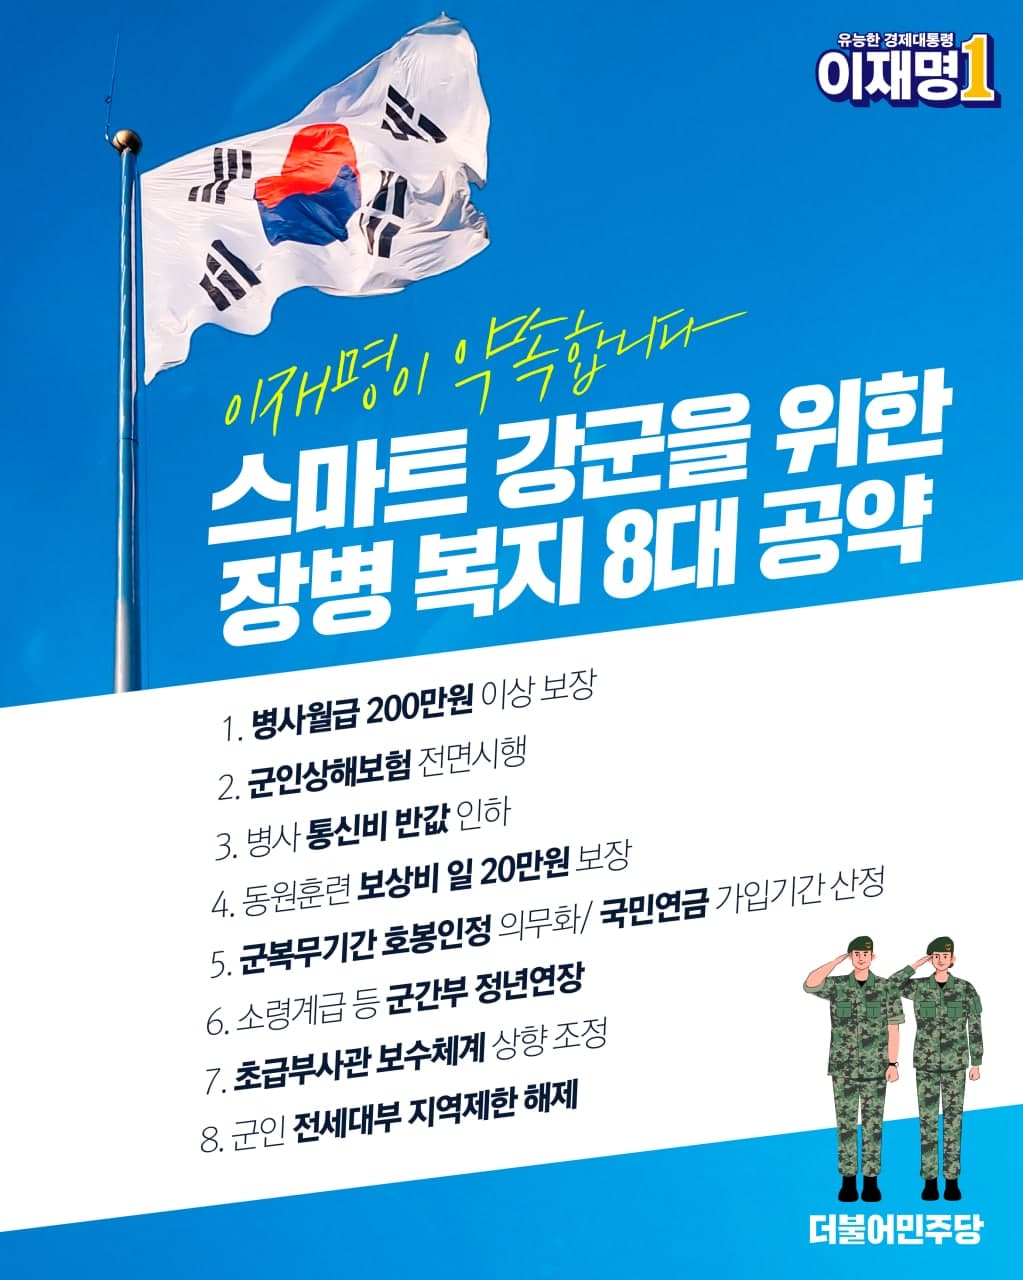 유능한 경제대통령
이재명1
이재명이 약속합니다
스마트 강군을 위한
장병 복지 8대 공약
1. 병사월급 200만원 이상 보장
2. 군인상해보험 전면시행
3. 병사 통신비 반값 인하
4. 동원훈련 보상비 일 20만원 보장
5. 군복무기간 호봉인정 의무화/ 국민연금 가입기간 산정
6. 소령계급 등 군간부 정년연장
7. 초급부사관 보수체계 상향 조정
8. 군인 전세대부 지역제한 해제
더불어민주당